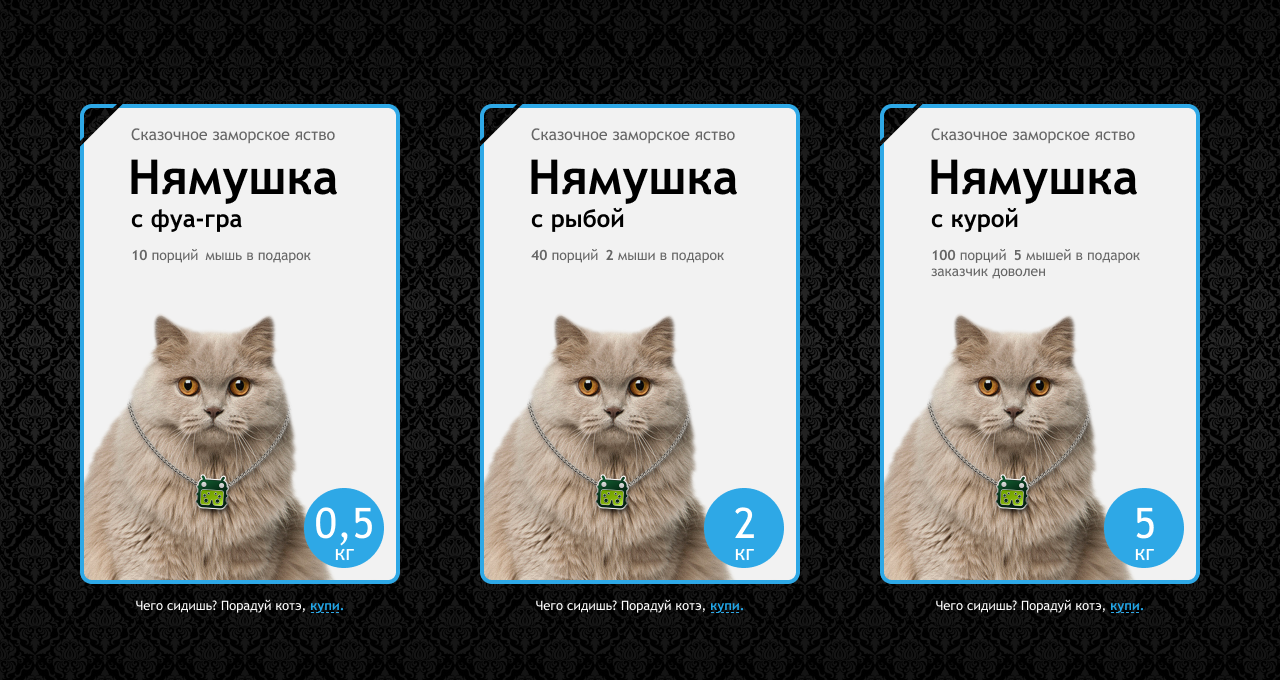 Сказочное заморское яство
Нямушка
с фуа-гра
10 порций мышь в подарок
0,5
кг
Чего сидишь? Порадуй котэ, купи.
Сказочное заморское яство
Нямушка
с рыбой
40 порций 2 мыши в подарок
2
кг
Чего сидишь? Порадуй котэ, купи.
Сказочное заморское яство
Нямушка
с курой
100 порций 5 мышей в подарок
заказчик доволен
5
кг
Чего сидишь? Порадуй котэ, купи.